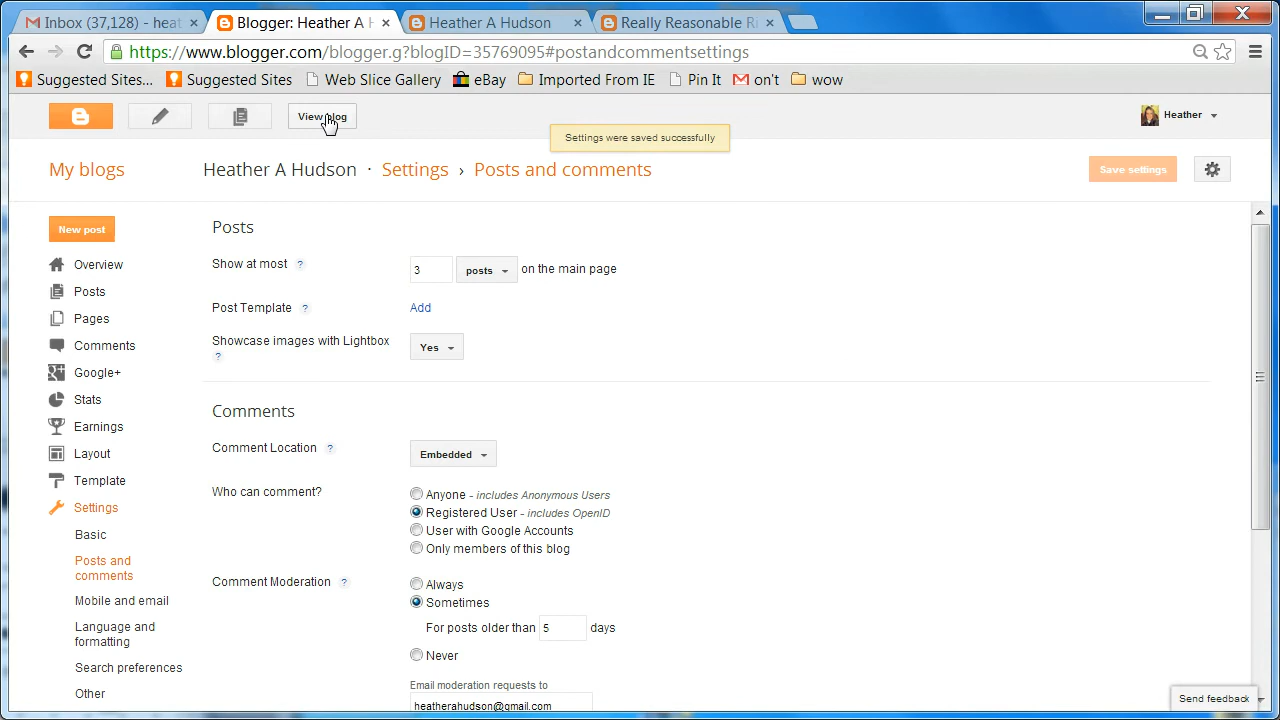 Inbox (37,128) - heat
Blogger: Heather A H
Heather A Hudson
Really Reasonable Ri
https://www.blogger.com/blogger.g?blogID=35769095#postandcommentsettings
Suggested Sites...
Suggested Sites
Web Slice Gallery
eBay
Imported From IE
Pin It
on't
wow
View blog
Heather
Settings were saved successfully
My blogs
Heather A Hudson · Settings › Posts and comments
Save settings
New post
Overview
Posts
Pages
Comments
Google+
Stats
Earnings
Layout
Template
Settings
Basic
Posts and
comments
Mobile and email
Language and
formatting
Search preferences
Other
Posts
Show at most ? 3 posts on the main page
Post Template ? Add
Showcase images with Lightbox Yes
?
Comments
Comment Location ? Embedded
Who can comment? Anyone - includes Anonymous Users
Registered User - includes OpenID
User with Google Accounts
Only members of this blog
Comment Moderation ? Always
Sometimes
For posts older than 5 days
Never
Email moderation requests to
heatherahudson@gmail.com
Send feedback